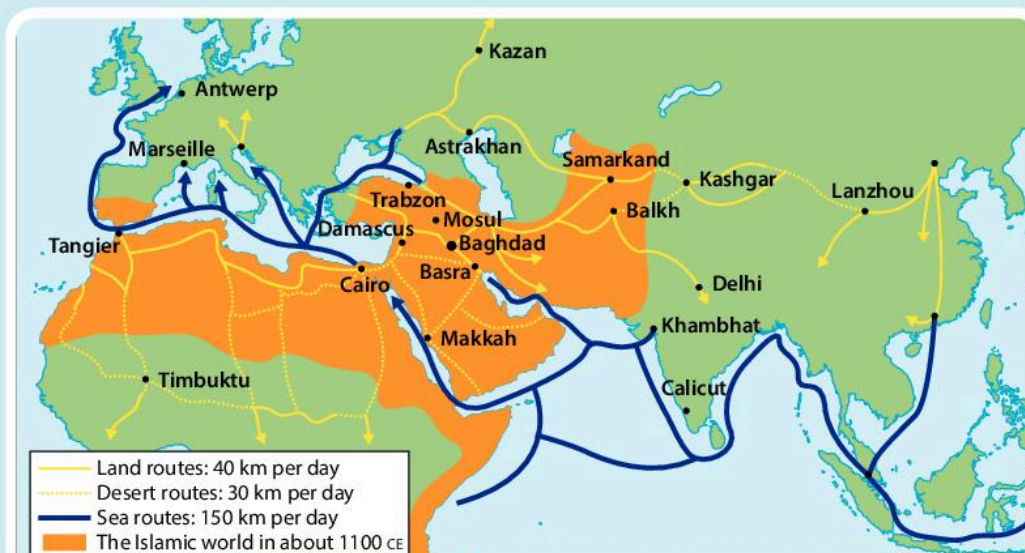 Kazan
Antwerp
Marseille
Astrakhan
Samarkand
Kashgar
Lanzhou
Trabzon
Mosul
Balkh
Damascus
Baghdad
Tangier
Basra
Cairo
Delhi
Khambhat
Makkah
Timbuktu
Calicut
Land routes: 40 km per day
Desert routes: 30 km per day
Sea routes: 150 km per day
The Islamic world in about 1100 CE